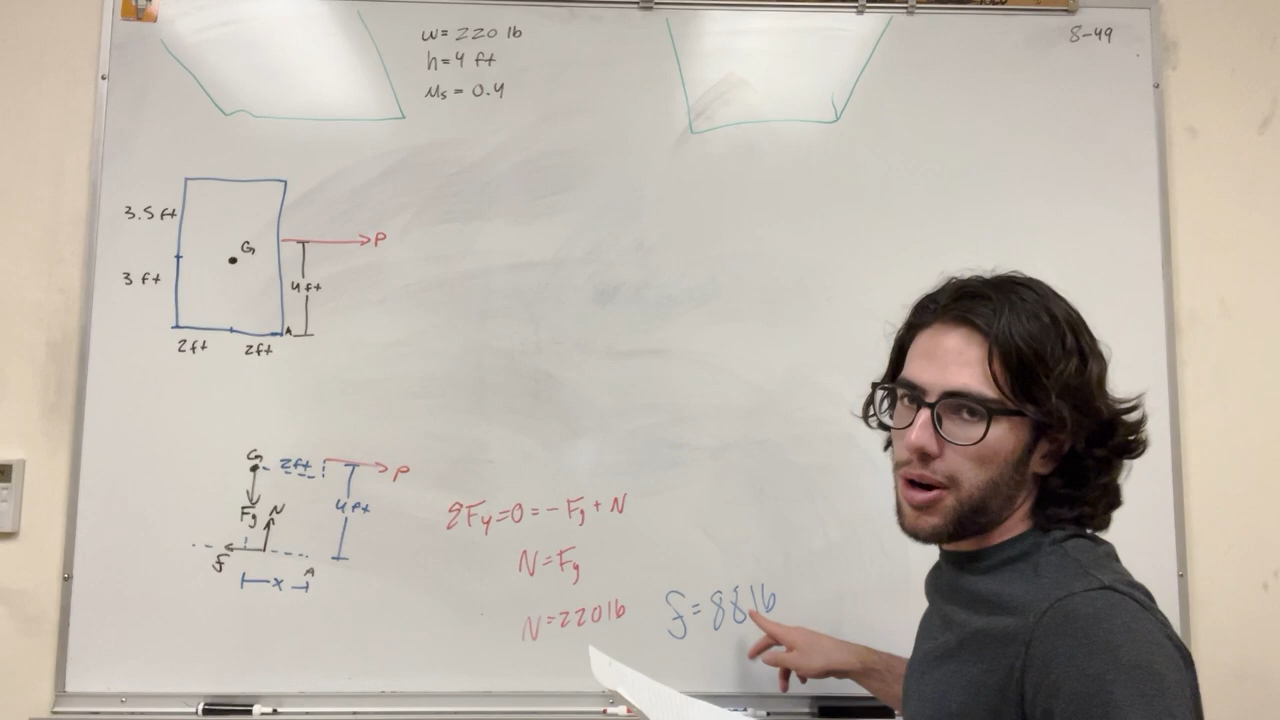 w = 220 lb
h = 4 ft
μs = 0.4
8-49
3.5 ft
G
P
3 ft
4 ft
A
2 ft
2 ft
G
2 ft
P
4 ft
Fg
N
f
x
A
ΣFy = 0 = - Fg + N
N = Fg
N = 220 lb
f = 88 lb